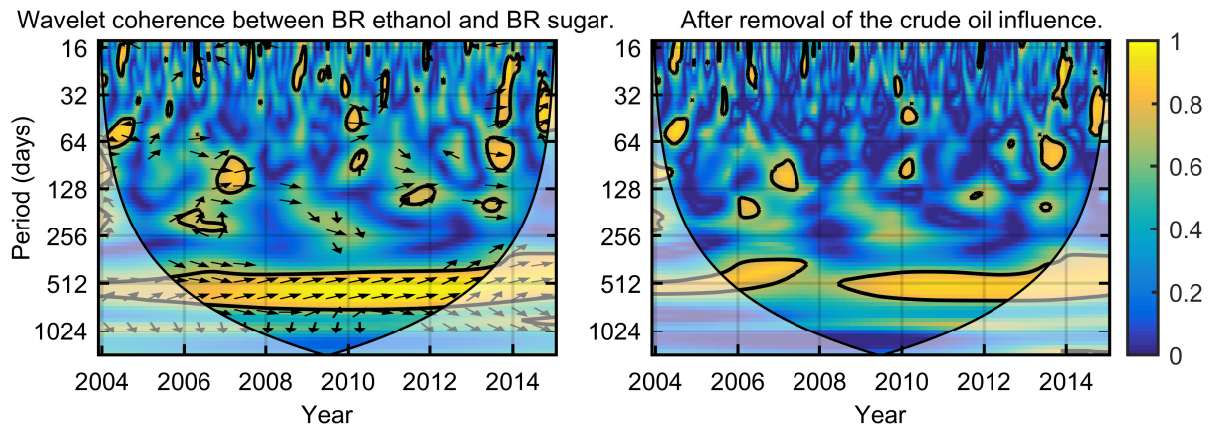 Wavelet coherence between BR ethanol and BR sugar.
After removal of the crude oil influence.
Period (days)
16
32
64
128
256
512
1024
2004 2006 2008 2010 2012 2014
Year
16
32
64
128
256
512
1024
2004 2006 2008 2010 2012 2014
Year
1
0.8
0.6
0.4
0.2
0